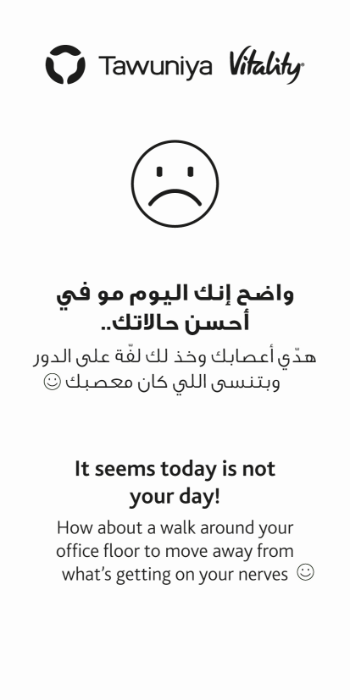 Tawuniya Vitality
واضح إنك اليوم مو في
أحسن حالاتك..
هدّي أعصابك وخذ لك لفّة على الدور
وبتنسى اللي كان معصبك
It seems today is not
your day!
How about a walk around your
office floor to move away from
what's getting on your nerves